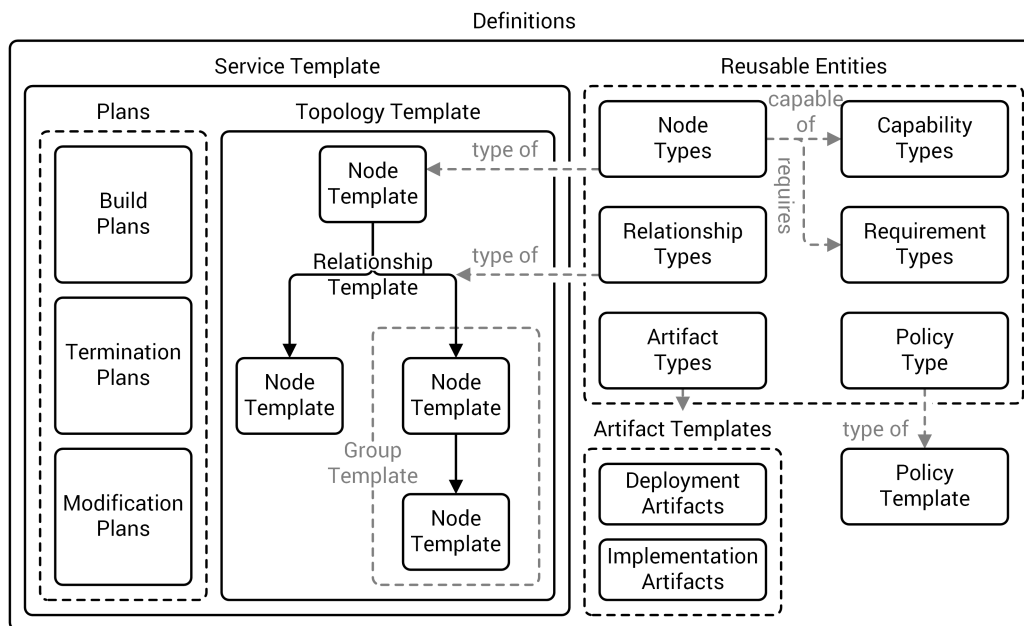 Definitions
Service Template
Reusable Entities
Plans
Topology Template
Build
Plans
Termination
Plans
Modification
Plans
Node
Template
Relationship
Template
Node
Template
Node
Template
Group
Template
Node
Template
type of
type of
Node
Types
capable
of
requires
Capability
Types
Relationship
Types
Requirement
Types
Artifact
Types
Policy
Type
Artifact Templates
type of
Deployment
Artifacts
Implementation
Artifacts
Policy
Template